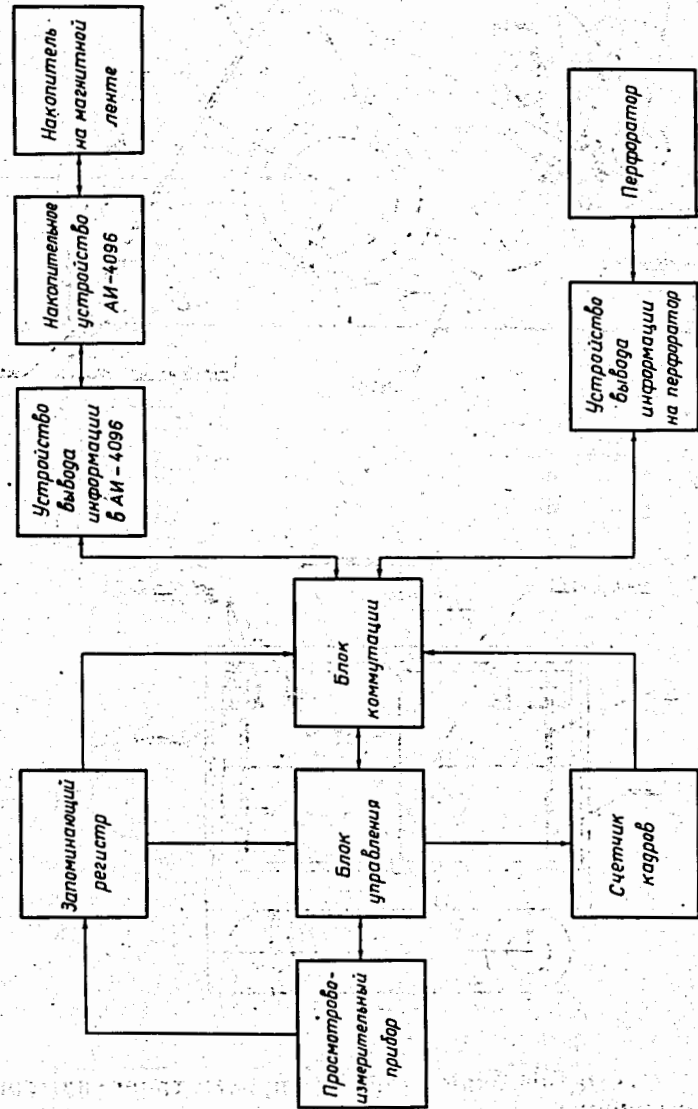 Просмотрово-
измерительный
прибор
Запоминающий
регистр
Блок
управления
Счетчик
кадров
Блок
коммутации
Устройство
вывода
информации
в АИ-4096
Накопительное
устройство
АИ-4096
Накопитель
на магнитной
ленте
Устройство
вывода
информации
на перфоратор
Перфоратор